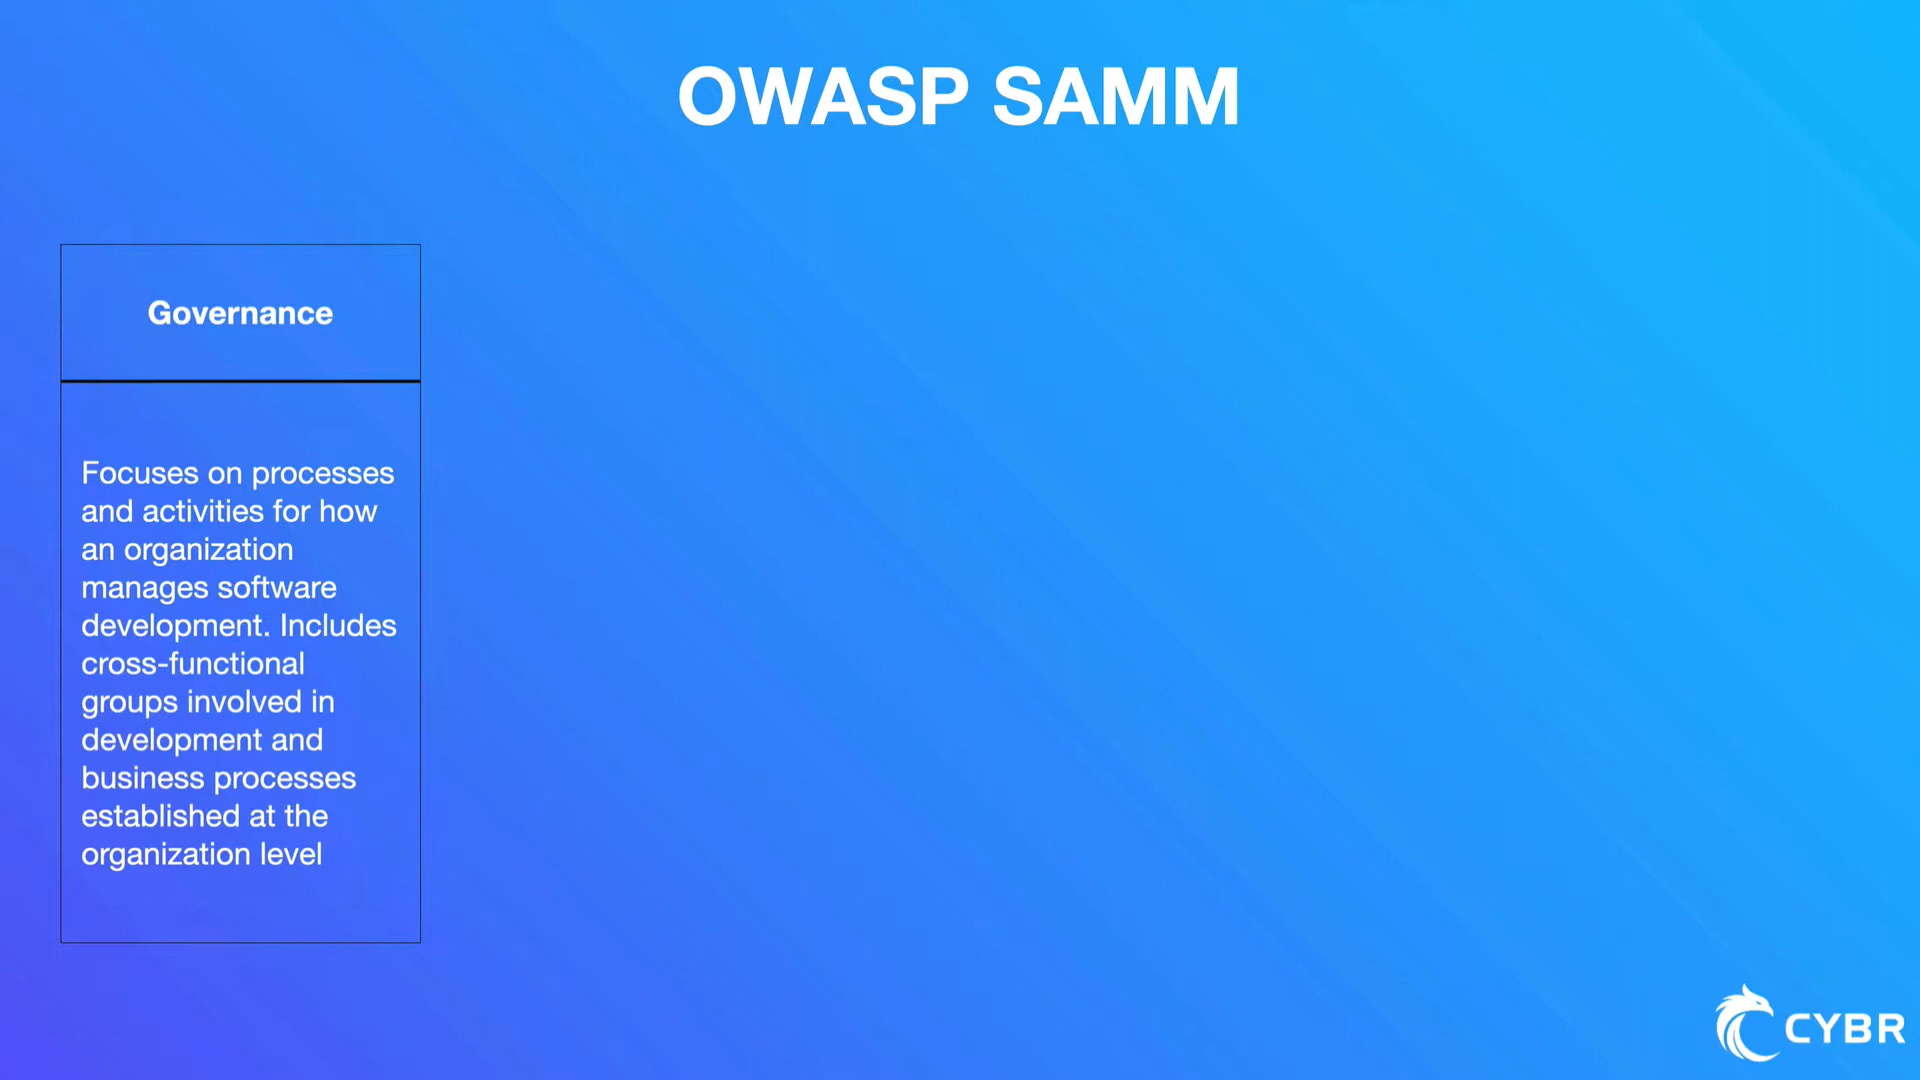 OWASP SAMM
Governance
Focuses on processes
and activities for how
an organization
manages software
development. Includes
cross-functional
groups involved in
development and
business processes
established at the
organization level
CYBR